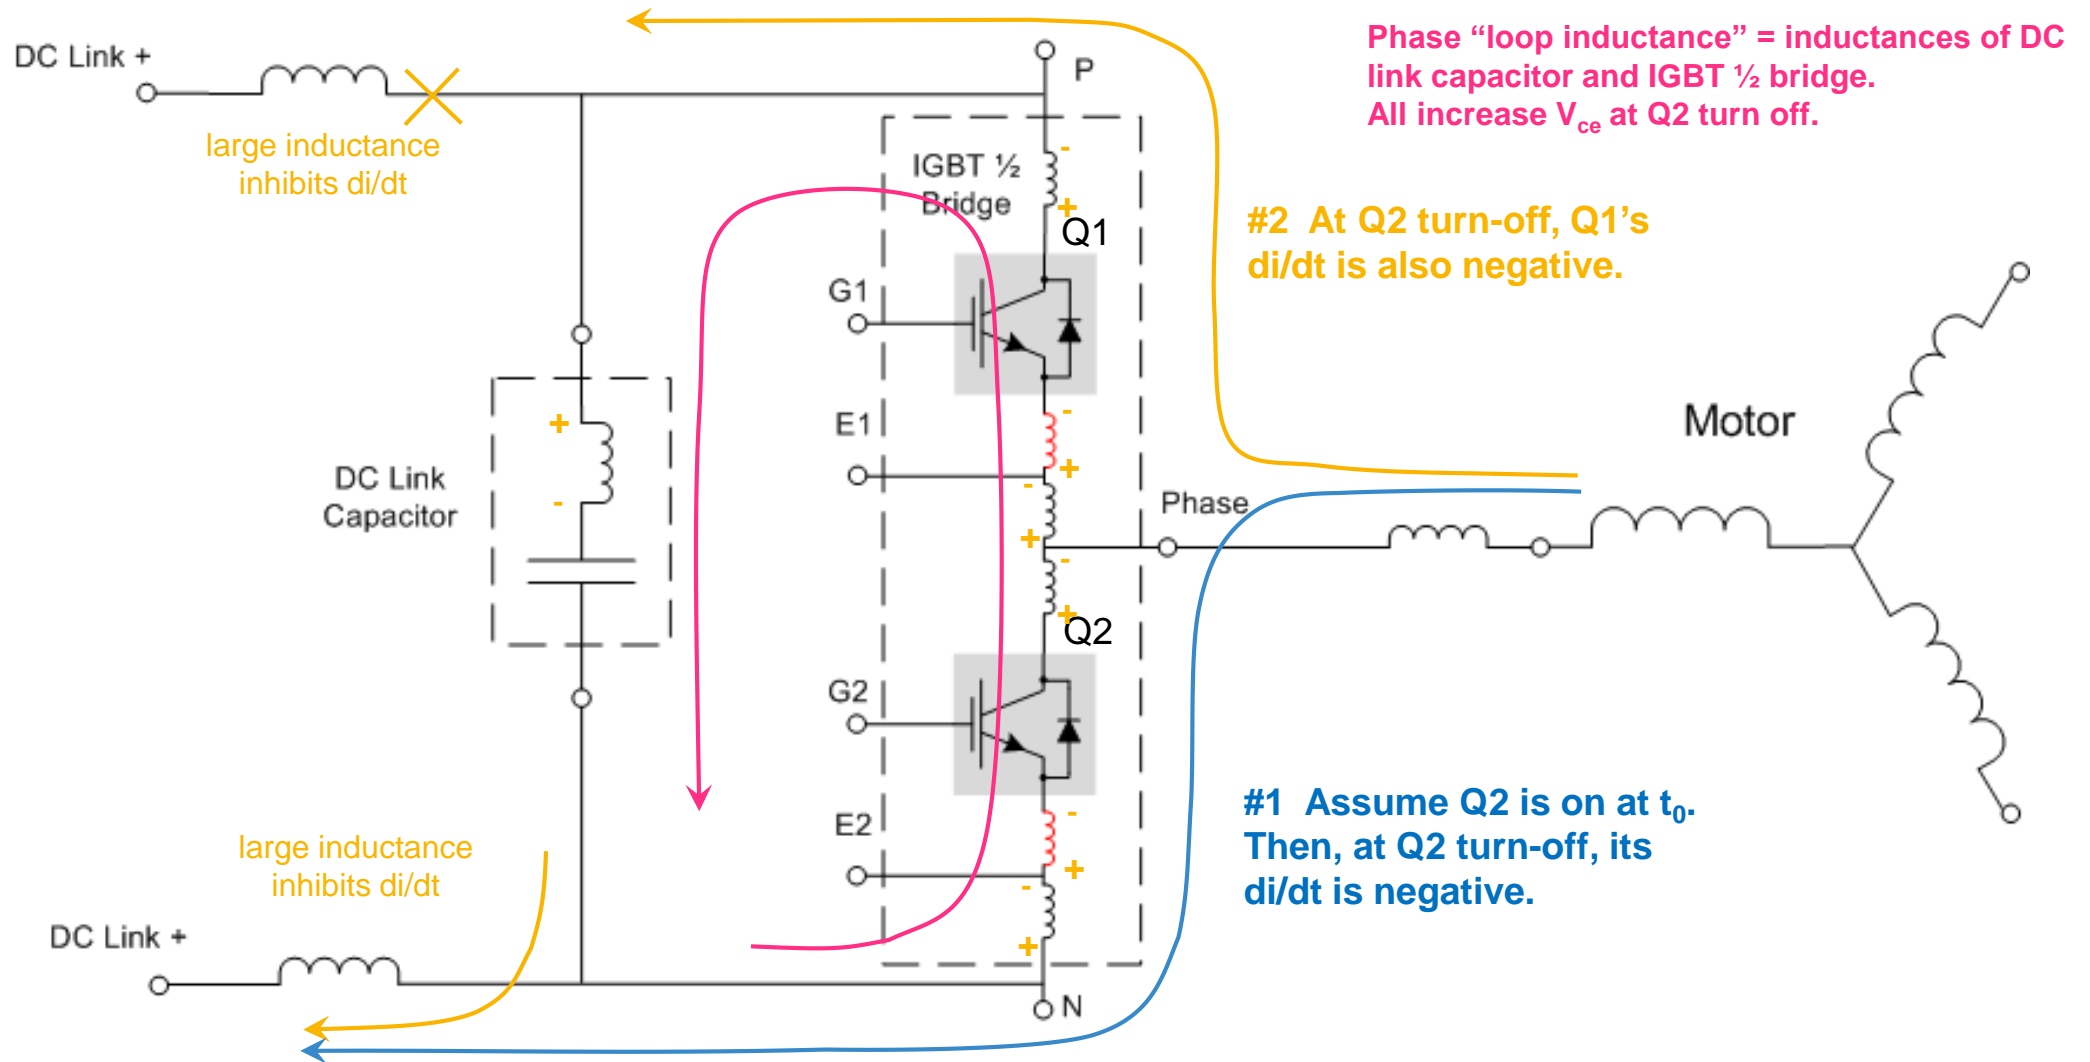 DC Link +
P
Phase “loop inductance” = inductances of DC
link capacitor and IGBT ½ bridge.
All increase Vce at Q2 turn off.
large inductance
inhibits di/dt
IGBT ½
Bridge
-
+
Q1
#2 At Q2 turn-off, Q1’s
di/dt is also negative.
G1
E1
-
+
Motor
+
-
DC Link
Capacitor
-
+
Phase
-
+
Q2
G2
#1 Assume Q2 is on at t0.
Then, at Q2 turn-off, its
di/dt is negative.
E2
-
+
large inductance
inhibits di/dt
-
+
DC Link +
N